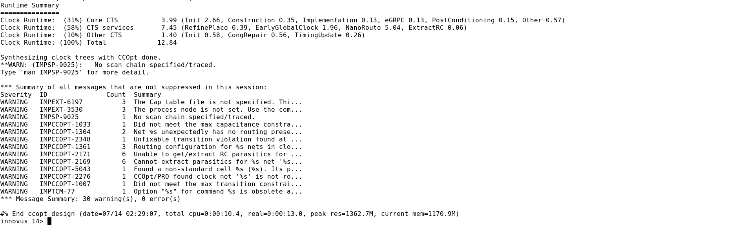 Runtime Summary
===============
Clock Runtime:  (31%) Core CTS           3.99 (Init 2.66, Construction 0.35, Implementation 0.13, eGRPC 0.13, PostConditioning 0.15, Other 0.57)
Clock Runtime:  (58%) CTS services       7.45 (RefinePlace 0.39, EarlyGlobalClock 1.96, NanoRoute 5.04, ExtractRC 0.06)
Clock Runtime:  (10%) Other CTS          1.40 (Init 0.58, CongRepair 0.56, TimingUpdate 0.26)
Clock Runtime: (100%) Total             12.84

Synthesizing clock trees with CCOpt done.
**WARN: (IMPSP-9025):   No scan chain specified/traced.
Type 'man IMPSP-9025' for more detail.

*** Summary of all messages that are not suppressed in this session:
Severity  ID               Count  Summary
WARNING   IMPEXT-6197          3  The Cap table file is not specified. Thi...
WARNING   IMPEXT-3530          3  The process node is not set. Use the com...
WARNING   IMPSP-9025           1  No scan chain specified/traced.
WARNING   IMPCCOPT-1033        1  Did not meet the max capacitance constra...
WARNING   IMPCCOPT-1304        2  Net %s unexpectedly has no routing prese...
WARNING   IMPCCOPT-2348        1  Unfixable transition violation found at ...
WARNING   IMPCCOPT-1361        3  Routing configuration for %s nets in clo...
WARNING   IMPCCOPT-2171        6  Unable to get/extract RC parasitics for ...
WARNING   IMPCCOPT-2169        6  Cannot extract parasitics for %s net '%s...
WARNING   IMPCCOPT-5043        1  Found a non-standard cell %s (%s). Its p...
WARNING   IMPCCOPT-2276        1  CCOpt/PRO found clock net '%s' is not ro...
WARNING   IMPCCOPT-1007        1  Did not meet the max transition constrai...
WARNING   IMPTCM-77            1  Option "%s" for command %s is obsolete a...
*** Message Summary: 30 warning(s), 0 error(s)

#% End ccopt_design (date=07/14 02:29:07, total cpu=0:00:10.4, real=0:00:13.0, peak res=1362.7M, current mem=1170.9M)
innovus 14>